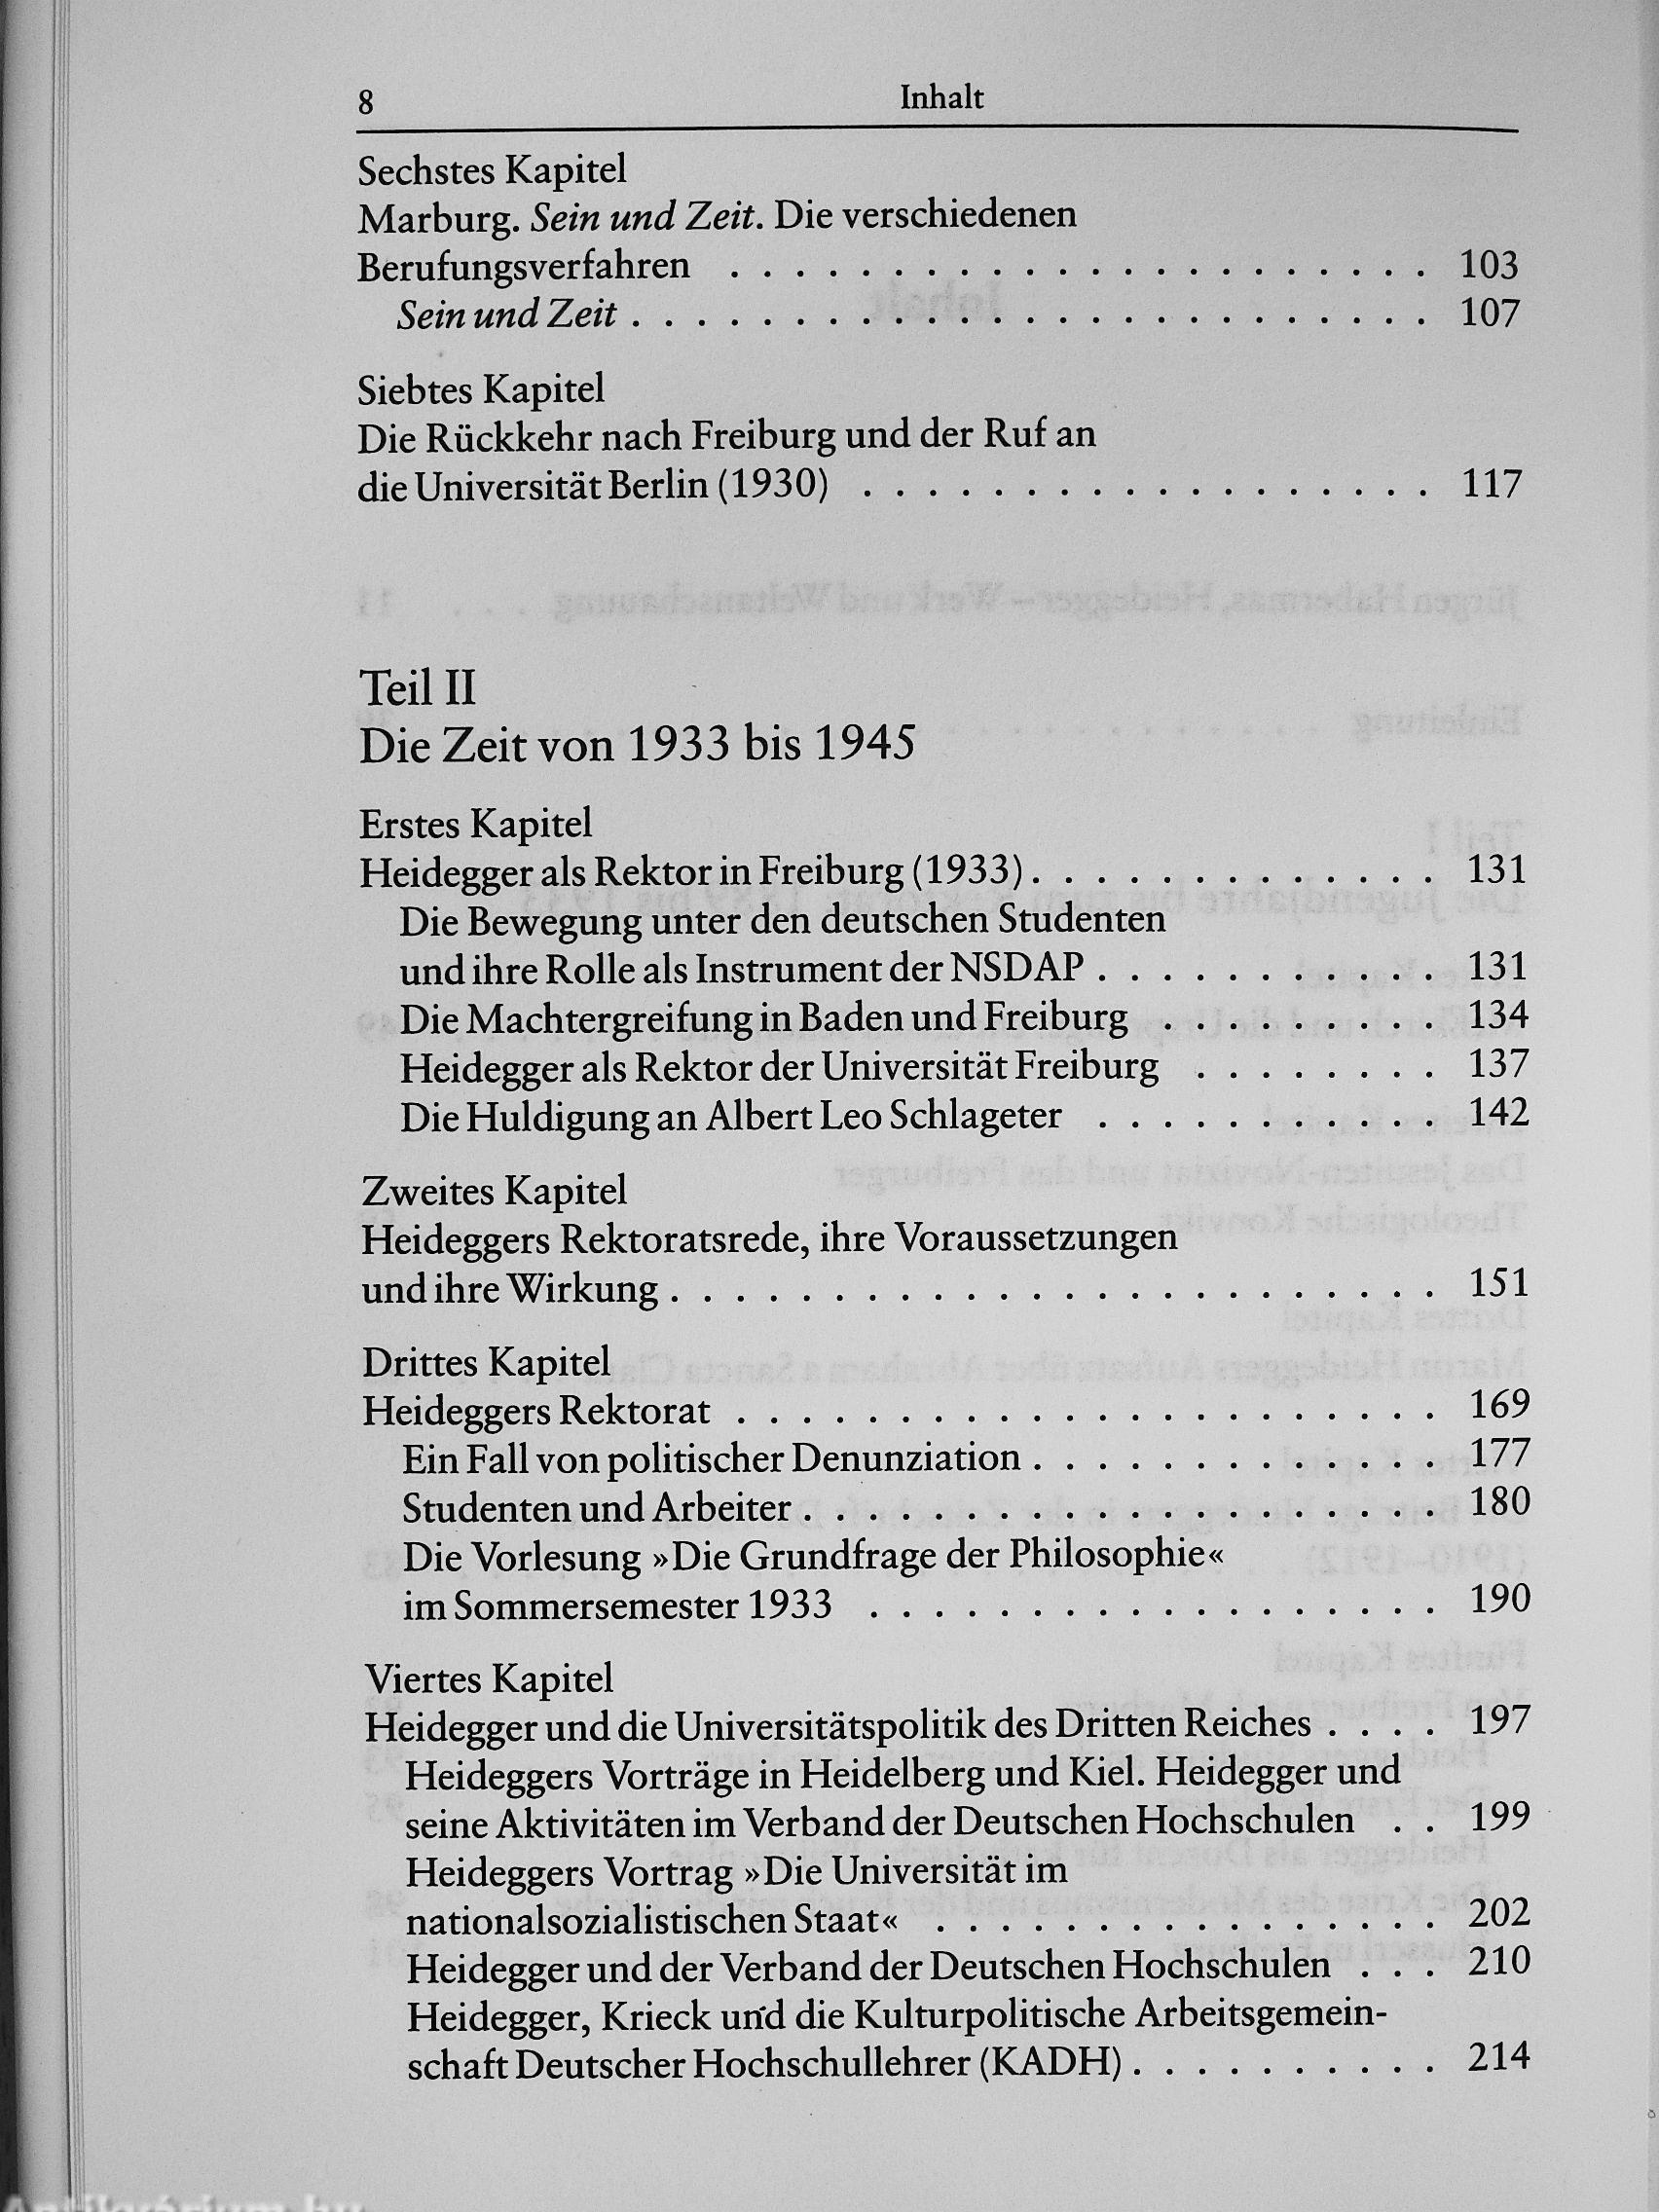 8 Inhalt
Sechstes Kapitel
Marburg. Sein und Zeit. Die verschiedenen
Berufungsverfahren . . . . . . . . . . . . . . . . . . . . . . 103
Sein und Zeit . . . . . . . . . . . . . . . . . . . . . . . . . 107
Siebtes Kapitel
Die Rückkehr nach Freiburg und der Ruf an
die Universität Berlin (1930) . . . . . . . . . . . . . . . . . . 117
Jürgen Habermas, Heidegger – Werk und Weltanschauung . . . 11
Einleitung
Teil II
Die Zeit von 1933 bis 1945
Erstes Kapitel
Heidegger als Rektor in Freiburg (1933) . . . . . . . . . . . . . 131
Die Bewegung unter den deutschen Studenten
und ihre Rolle als Instrument der NSDAP . . . . . . . . . . . 131
Die Machtergreifung in Baden und Freiburg . . . . . . . . . 134
Heidegger als Rektor der Universität Freiburg . . . . . . . . 137
Die Huldigung an Albert Leo Schlageter . . . . . . . . . . . 142
Zweites Kapitel
Heideggers Rektoratsrede, ihre Voraussetzungen
und ihre Wirkung . . . . . . . . . . . . . . . . . . . . . . . . 151
Drittes Kapitel
Heideggers Rektorat . . . . . . . . . . . . . . . . . . . . . . 169
Ein Fall von politischer Denunziation . . . . . . . . . . . . . 177
Studenten und Arbeiter . . . . . . . . . . . . . . . . . . . . 180
Die Vorlesung »Die Grundfrage der Philosophie«
im Sommersemester 1933 . . . . . . . . . . . . . . . . . . 190
Viertes Kapitel
Heidegger und die Universitätspolitik des Dritten Reiches . . . . 197
Heideggers Vorträge in Heidelberg und Kiel. Heidegger und
seine Aktivitäten im Verband der Deutschen Hochschulen . . 199
Heideggers Vortrag »Die Universität im
nationalsozialistischen Staat« . . . . . . . . . . . . . . . . 202
Heidegger und der Verband der Deutschen Hochschulen . . . 210
Heidegger, Krieck und die Kulturpolitische Arbeitsgemein-
schaft Deutscher Hochschullehrer (KADH) . . . . . . . . . . 214